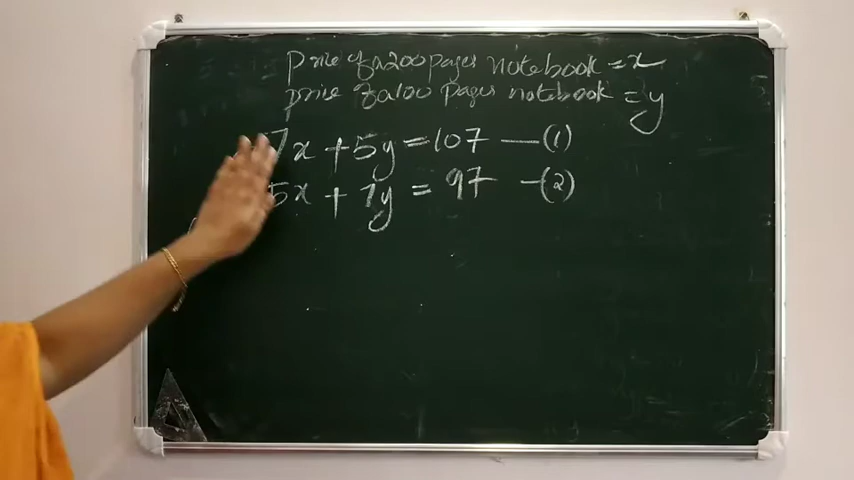 price of a 200 pages notebook = x
price of a 100 pages notebook = y
7x + 5y = 107 — (1)
5x + 7y = 97 — (2)